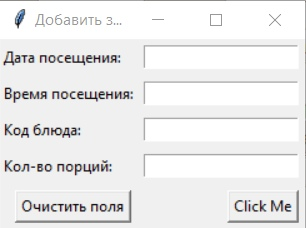 Добавить з...
Дата посещения:
Время посещения:
Код блюда:
Кол-во порций:
Очистить поля
Click Me